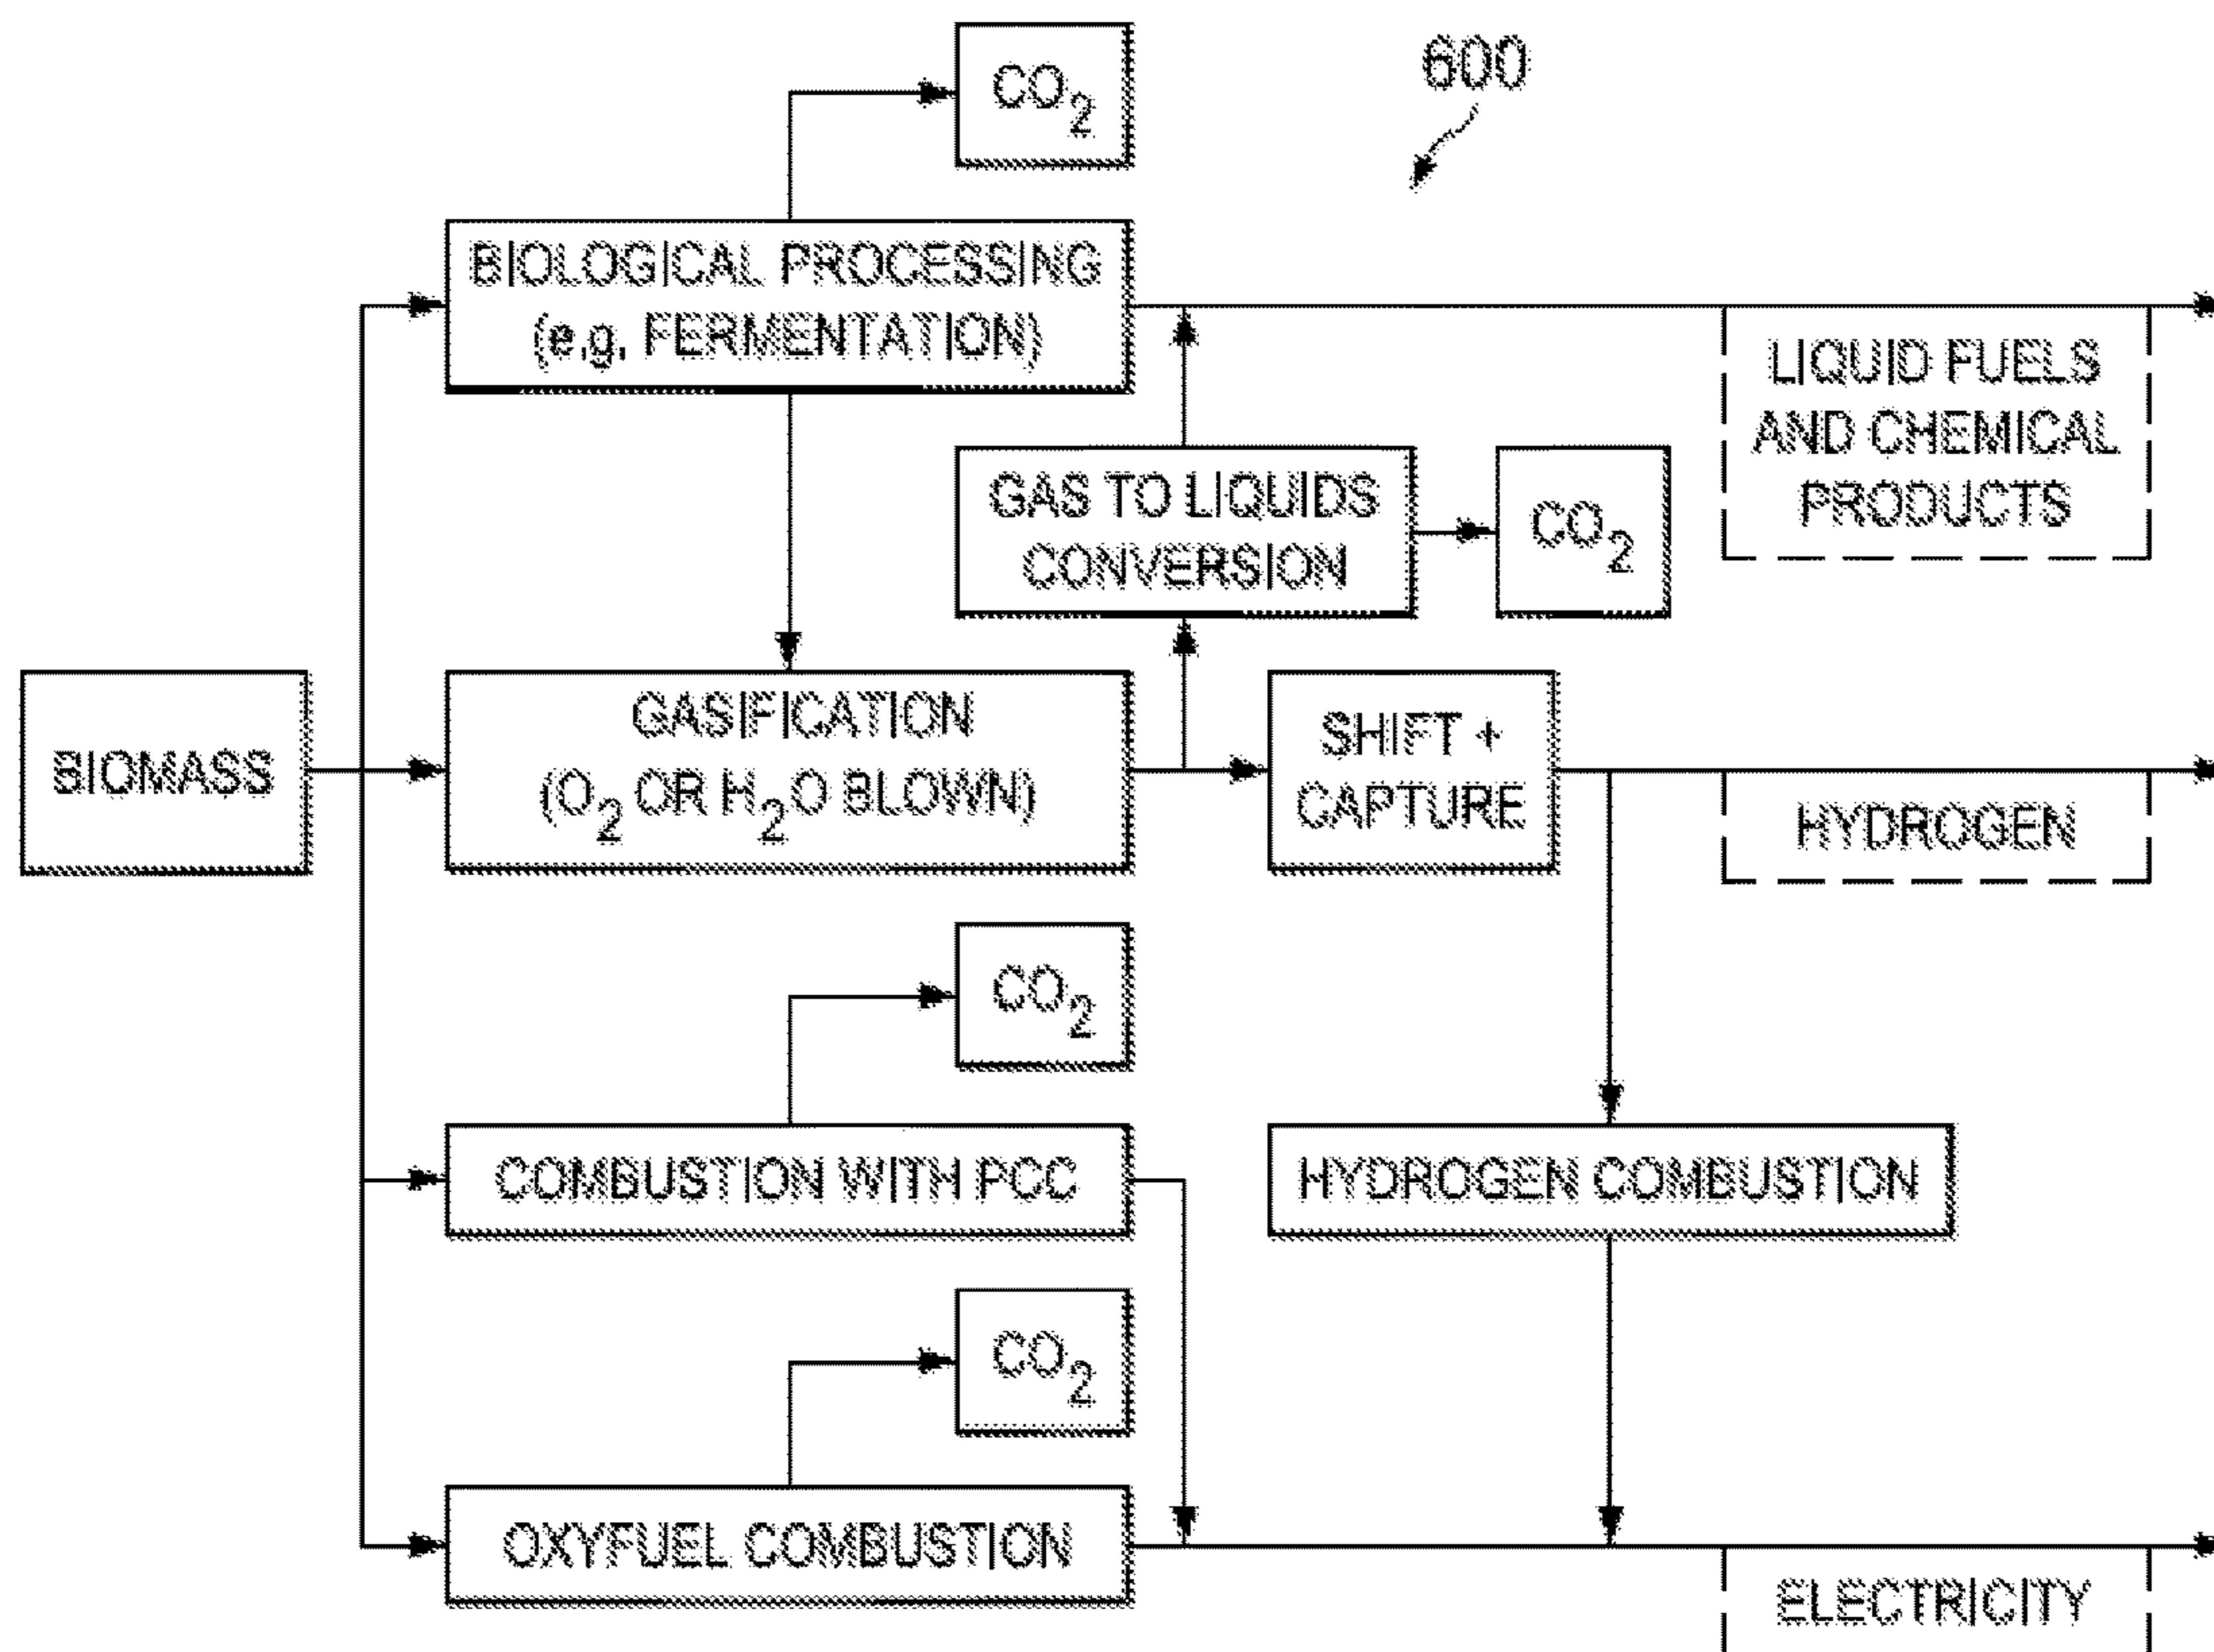 CO2
600
BIOLOGICAL PROCESSING
(e.g. FERMENTATION)
LIQUID FUELS
AND CHEMICAL
PRODUCTS
GAS TO LIQUIDS
CONVERSION
CO2
BIOMASS
GASIFICATION
(O2 OR H2O BLOWN)
SHIFT +
CAPTURE
HYDROGEN
CO2
COMBUSTION WITH PCC
HYDROGEN COMBUSTION
CO2
OXYFUEL COMBUSTION
ELECTRICITY